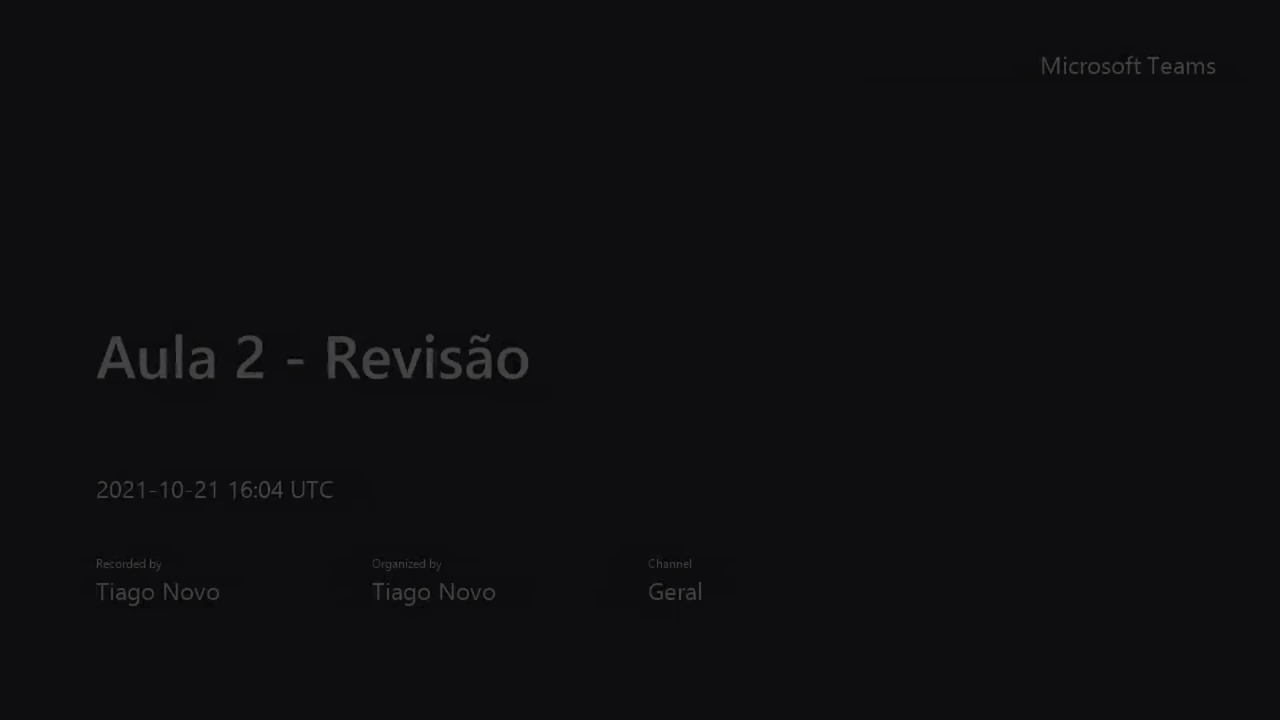 Microsoft Teams
Aula 2 - Revisão
2021-10-21 16:04 UTC
Recorded by
Tiago Novo
Organized by
Tiago Novo
Channel
Geral